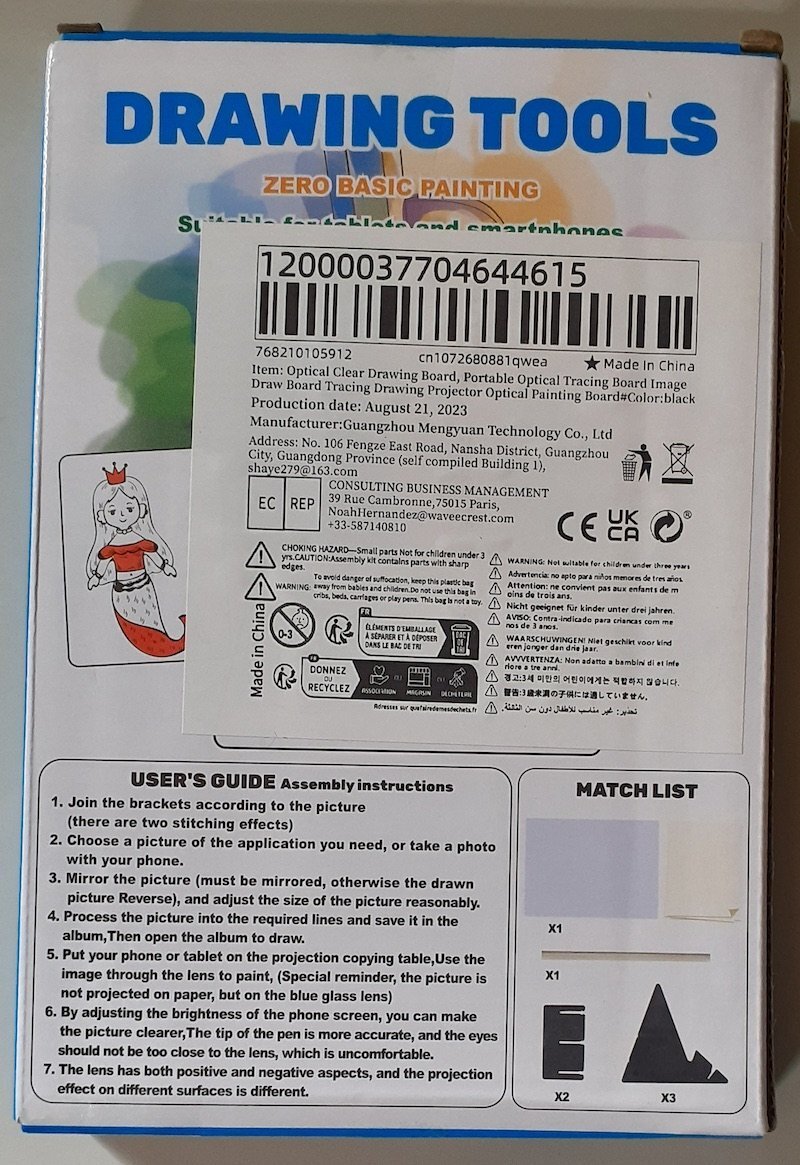 DRAWING TOOLS
ZERO BASIC PAINTING
Suitable for tablets and smartphones
12000037704644615
768210105912 cn1072680881qwea ★ Made In China
Item: Optical Clear Drawing Board, Portable Optical Tracing Board Image
Draw Board Tracing Drawing Projector Optical Painting Board#Color:black
Production date: August 21, 2023
Manufacturer:Guangzhou Mengyuan Technology Co., Ltd
Address: No. 106 Fengze East Road, Nansha District, Guangzhou
City, Guangdong Province (self compiled Building 1),
shaye279@163.com
EC REP
CONSULTING BUSINESS MANAGEMENT
39 Rue Cambronne,75015 Paris,
NoahHernandez@waveecrest.com
+33-587140810
CE UK CA ®
CHOKING HAZARD—Small parts Not for children under 3
yrs.CAUTION:Assembly kit contains parts with sharp
edges.
To avoid danger of suffocation, keep this plastic bag
WARNING: away from babies and children.Do not use this bag in
cribs, beds, carriages or play pens. This bag is not a toy.
Made in China
0-3
FR
ÉLÉMENTS D'EMBALLAGE
À SÉPARER ET À DÉPOSER
DANS LE BAC DE TRI
BAC DE TRI
FR
DONNEZ
OU
RECYCLEZ
ASSOCIATION
MAGASIN
DÉCHÈTERIE
Adresses sur quefairedemesdechets.fr
WARNING: Not suitable for children under three years
Advertencia: no apto para niños menores de tres años.
Attention: ne convient pas aux enfants de m
oins de trois ans.
Nicht geeignet für kinder unter drei jahren.
AVISO: Contra-indicado para criancas com me
nos de 3 anos.
WAARSCHUWINGEN! Niet geschikt voor kind
eren jonger dan drie jaar.
AVVERTENZA: Non adatto a bambini di et infe
riore a tre anni.
경고:3세 미만의 어린이에게는 적합하지 않습니다.
警告:3歳未満の子供には適していません。
تحذير: غير مناسب للأطفال دون سن الثالثة.
USER'S GUIDE Assembly instructions
1. Join the brackets according to the picture
(there are two stitching effects)
2. Choose a picture of the application you need, or take a photo
with your phone.
3. Mirror the picture (must be mirrored, otherwise the drawn
picture Reverse), and adjust the size of the picture reasonably.
4. Process the picture into the required lines and save it in the
album,Then open the album to draw.
5. Put your phone or tablet on the projection copying table,Use the
image through the lens to paint, (Special reminder, the picture is
not projected on paper, but on the blue glass lens)
6. By adjusting the brightness of the phone screen, you can make
the picture clearer,The tip of the pen is more accurate, and the eyes
should not be too close to the lens, which is uncomfortable.
7. The lens has both positive and negative aspects, and the projection
effect on different surfaces is different.
MATCH LIST
X1
X1
X2
X3